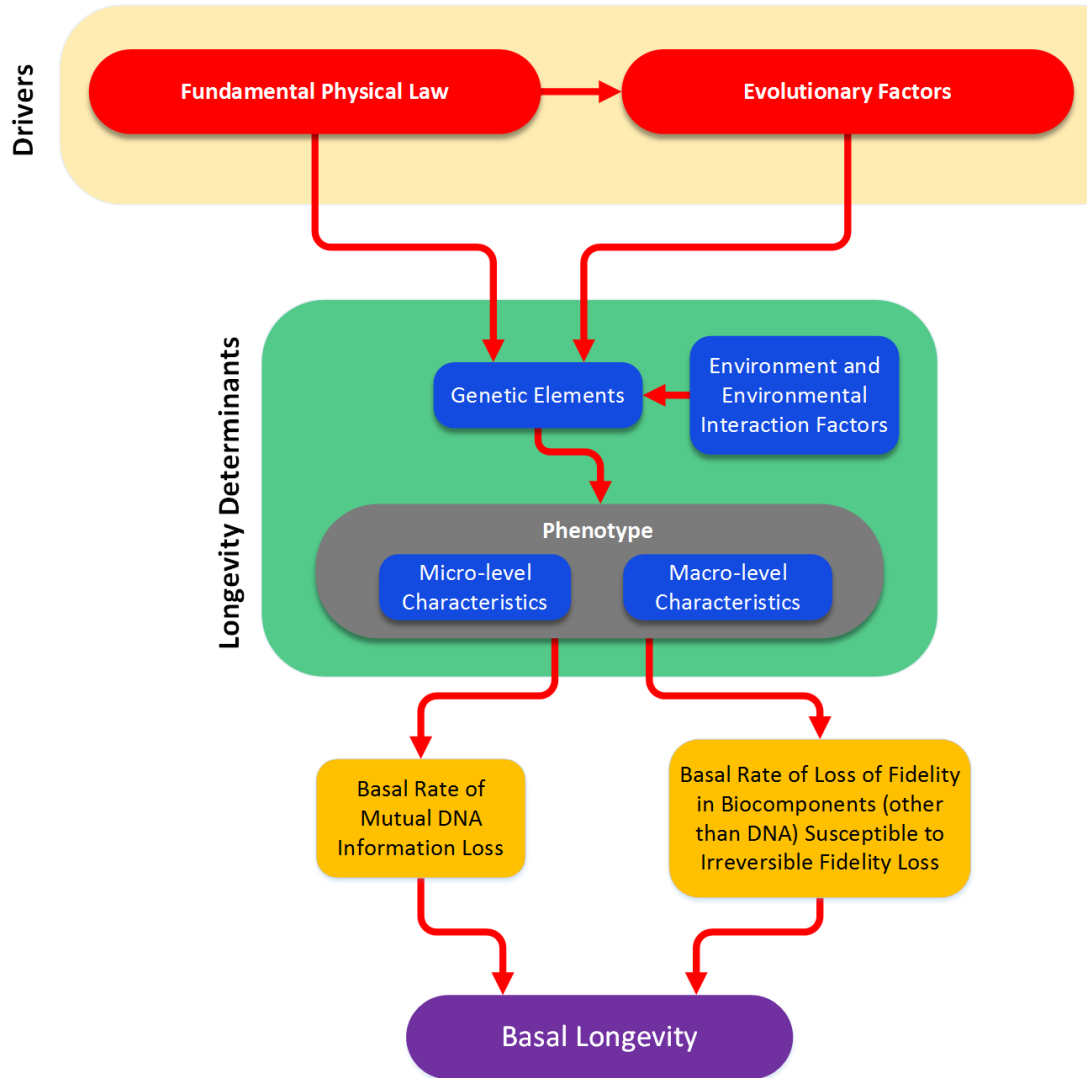 Drivers
Fundamental Physical Law
Evolutionary Factors
Longevity Determinants
Genetic Elements
Environment and
Environmental
Interaction Factors
Phenotype
Micro-level
Characteristics
Macro-level
Characteristics
Basal Rate of
Mutual DNA
Information Loss
Basal Rate of Loss of Fidelity
in Biocomponents (other
than DNA) Susceptible to
Irreversible Fidelity Loss
Basal Longevity